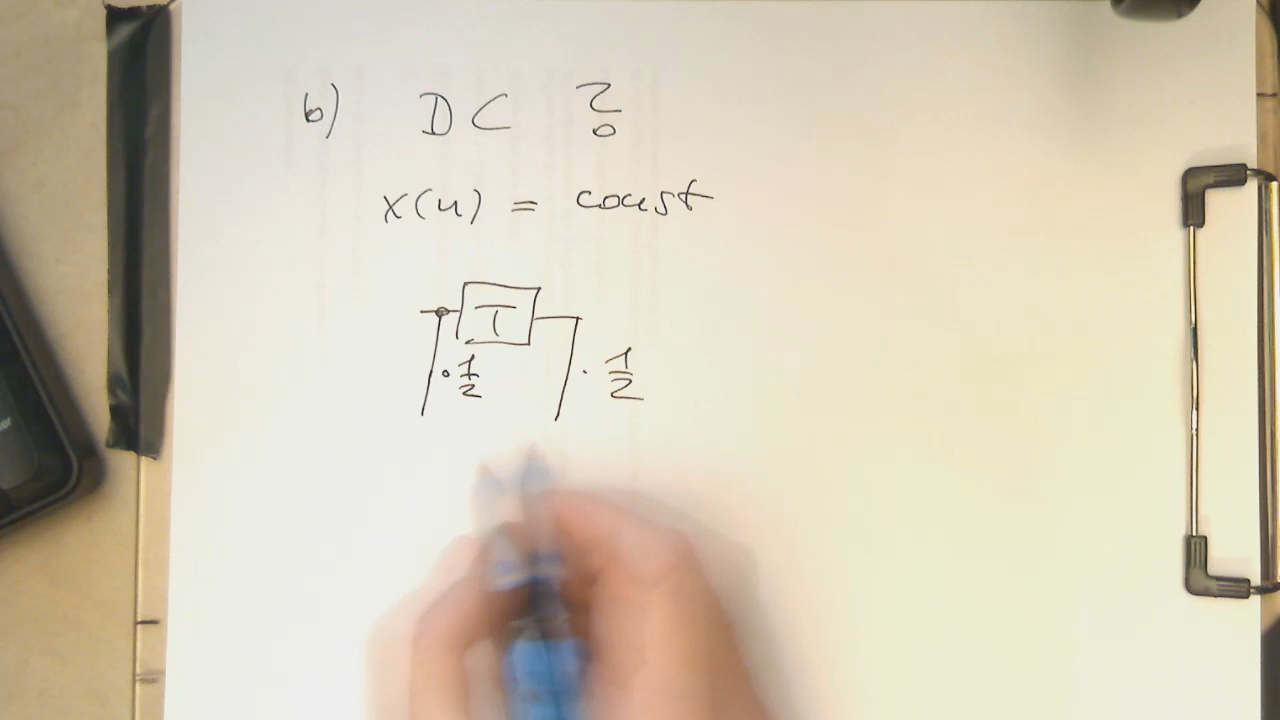 b) DC ?
x(n) = const
T
· 1/2 · 1/2